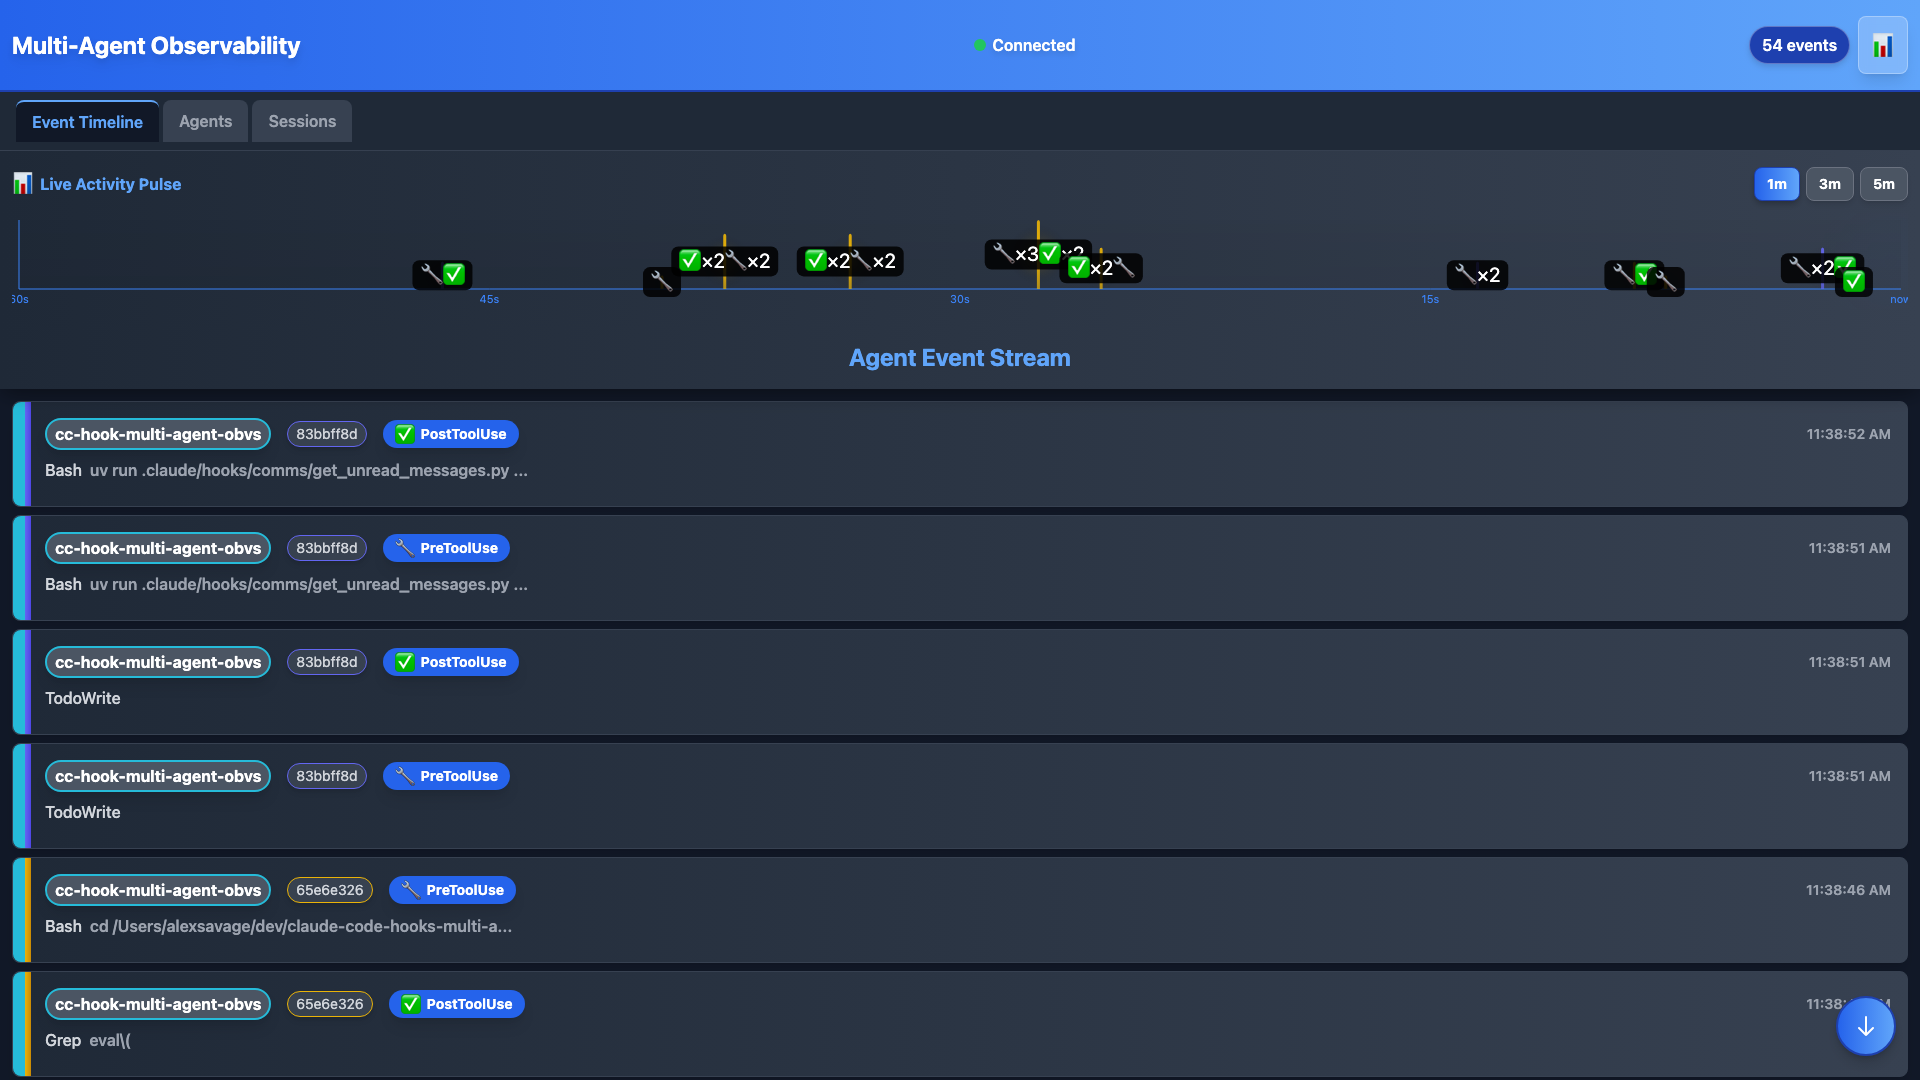 Multi-Agent Observability
Connected
54 events
Event Timeline
Agents
Sessions
Live Activity Pulse
1m
3m
5m
×3 ×2
×2 ×2
×2 ×2
×2
×2
×2
60s
45s
30s
15s
now
Agent Event Stream
cc-hook-multi-agent-obvs 83bbff8d PostToolUse 11:38:52 AM
Bash uv run .claude/hooks/comms/get_unread_messages.py ...
cc-hook-multi-agent-obvs 83bbff8d PreToolUse 11:38:51 AM
Bash uv run .claude/hooks/comms/get_unread_messages.py ...
cc-hook-multi-agent-obvs 83bbff8d PostToolUse 11:38:51 AM
TodoWrite
cc-hook-multi-agent-obvs 83bbff8d PreToolUse 11:38:51 AM
TodoWrite
cc-hook-multi-agent-obvs 65e6e326 PreToolUse 11:38:46 AM
Bash cd /Users/alexsavage/dev/claude-code-hooks-multi-a...
cc-hook-multi-agent-obvs 65e6e326 PostToolUse
Grep eval\(